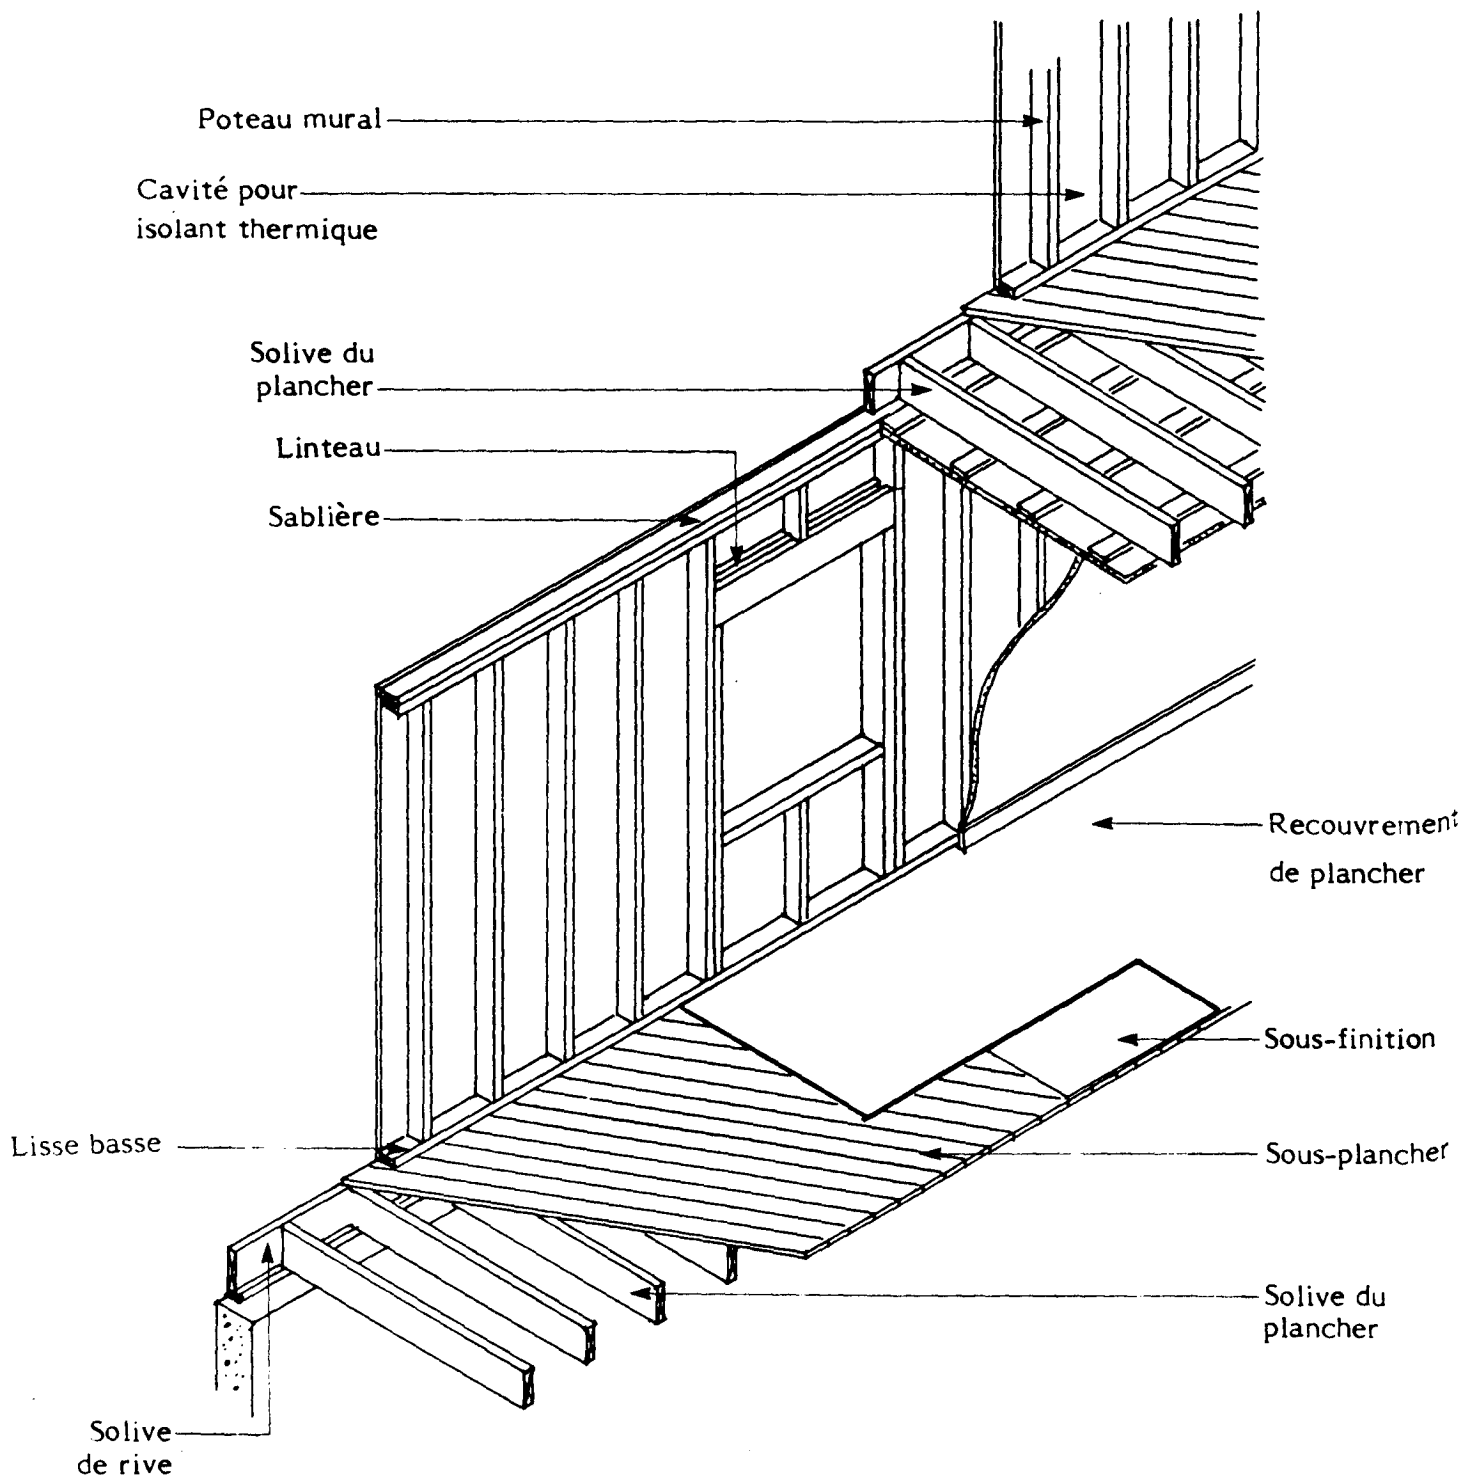 Poteau mural
Cavité pour
isolant thermique
Solive du
plancher
Linteau
Sablière
Recouvrement
de plancher
Sous-finition
Lisse basse
Sous-plancher
Solive du
plancher
Solive
de rive